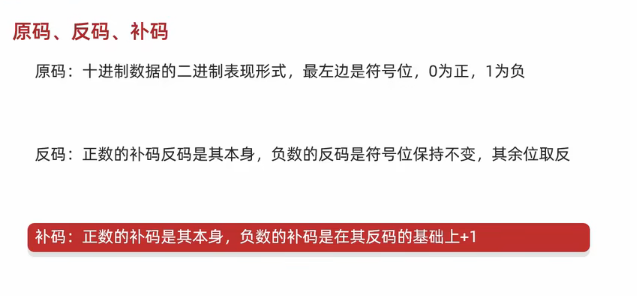 原码、反码、补码
原码：十进制数据的二进制表现形式，最左边是符号位，0为正，1为负
反码：正数的补码反码是其本身，负数的反码是符号位保持不变，其余位取反
补码：正数的补码是其本身，负数的补码是在其反码的基础上+1